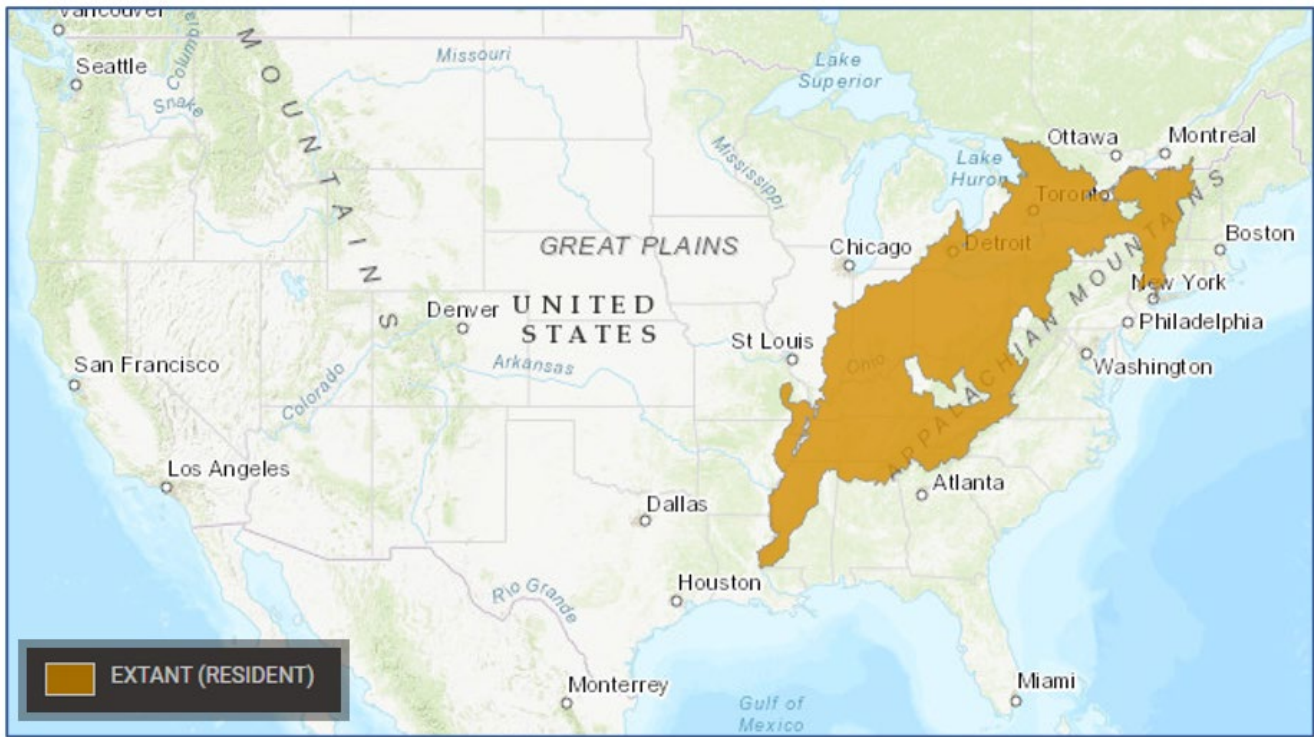 Vancouver
Seattle
Columbia
Snake
MOUNTAINS
Missouri
Lake
Superior
Mississippi
Ottawa
Montreal
Lake
Huron
Toronto
GREAT PLAINS
Chicago
Detroit
Boston
New York
Philadelphia
Washington
APPALACHIAN MOUNTAINS
Denver
UNITED
STATES
St Louis
Ohio
San Francisco
Colorado
Arkansas
Los Angeles
Dallas
Atlanta
Houston
Rio Grande
Monterrey
Miami
Gulf of
Mexico
EXTANT (RESIDENT)